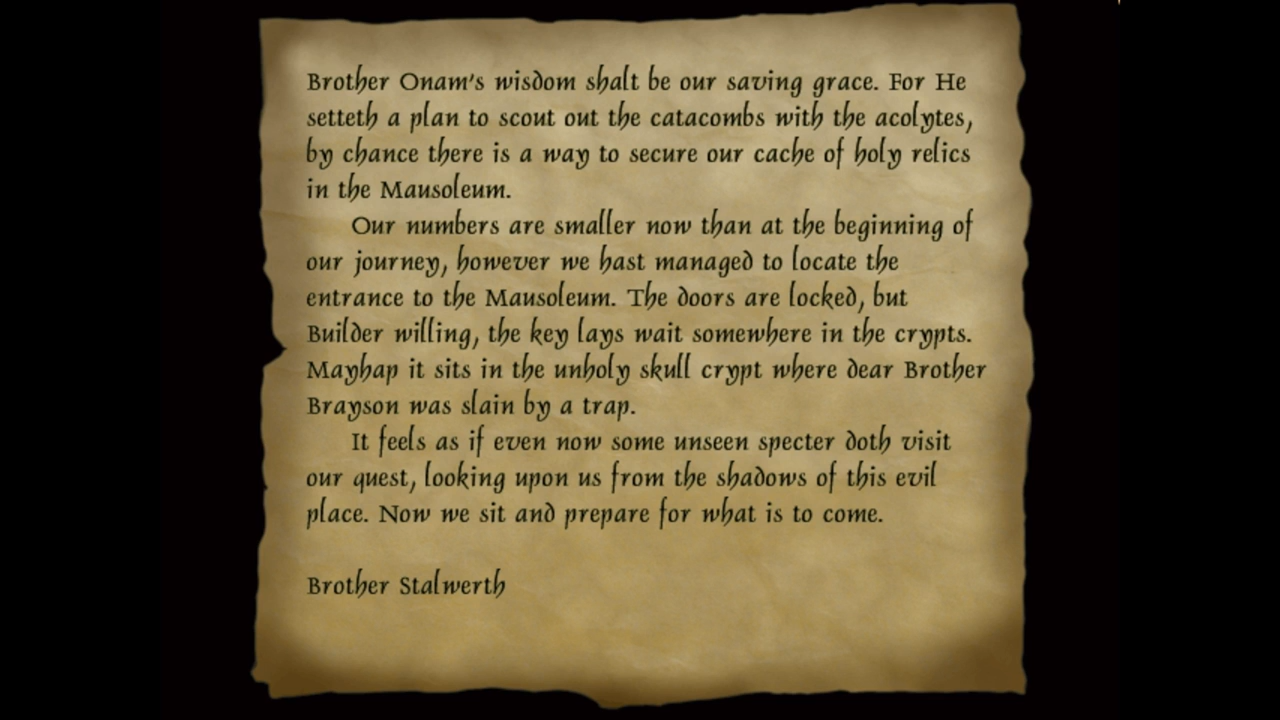 Brother Onam's wisdom shalt be our saving grace. For He
setteth a plan to scout out the catacombs with the acolytes,
by chance there is a way to secure our cache of holy relics
in the Mausoleum.
Our numbers are smaller now than at the beginning of
our journey, however we hast managed to locate the
entrance to the Mausoleum. The doors are locked, but
Builder willing, the key lays wait somewhere in the crypts.
Mayhap it sits in the unholy skull crypt where dear Brother
Brayson was slain by a trap.
It feels as if even now some unseen specter doth visit
our quest, looking upon us from the shadows of this evil
place. Now we sit and prepare for what is to come.
Brother Stalwerth